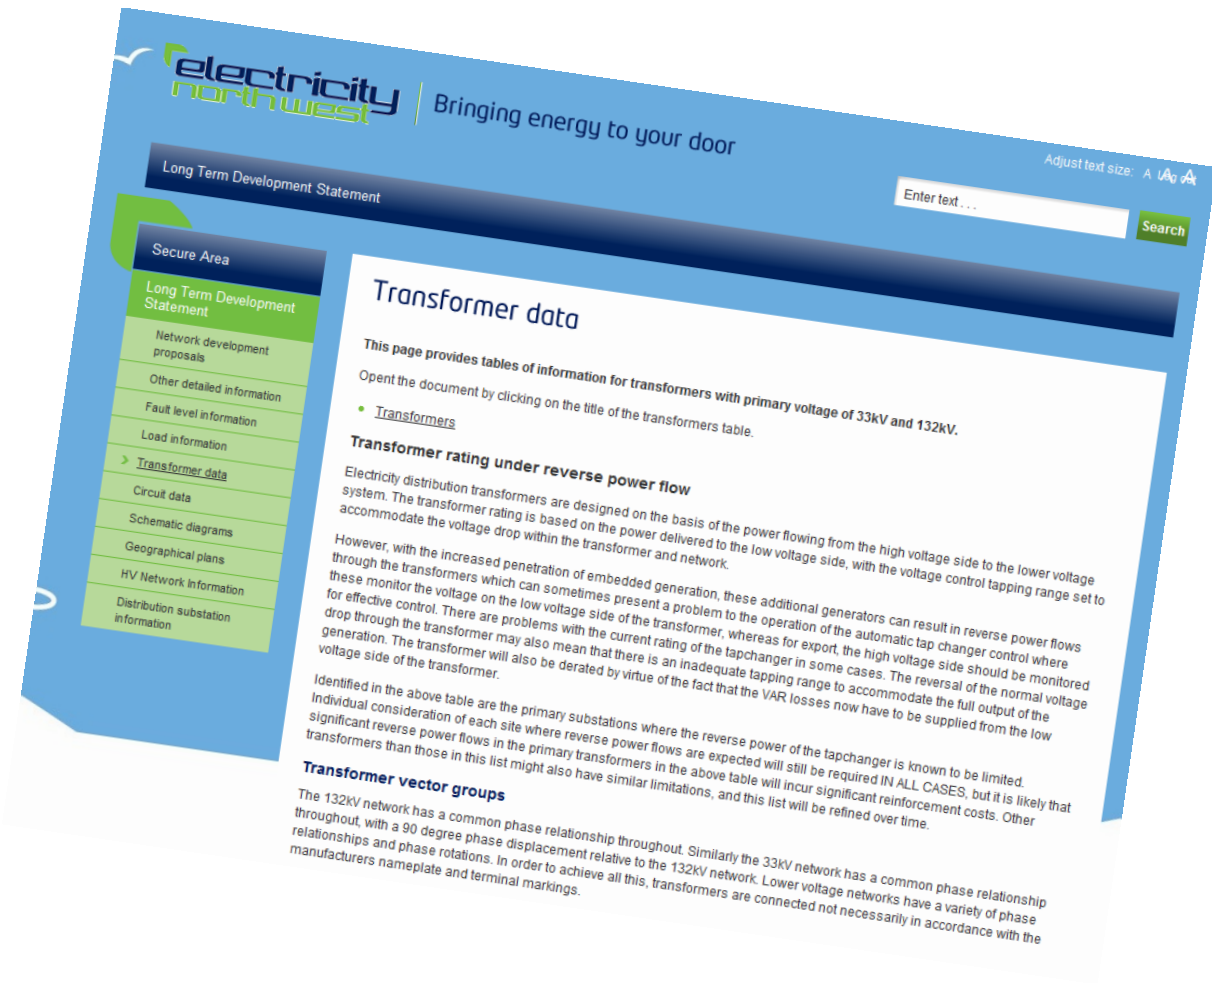 electricity
north west
Bringing energy to your door
Adjust text size: A A A
Enter text . . .
Search
Long Term Development Statement
Secure Area
Long Term Development
Statement
Network development
proposals
Other detailed information
Fault level information
Load information
Transformer data
Circuit data
Schematic diagrams
Geographical plans
HV Network Information
Distribution substation
information
Transformer data
This page provides tables of information for transformers with primary voltage of 33kV and 132kV.
Opent the document by clicking on the title of the transformers table.
Transformers
Transformer rating under reverse power flow
Electricity distribution transformers are designed on the basis of the power flowing from the high voltage side to the lower voltage
system. The transformer rating is based on the power delivered to the low voltage side, with the voltage control tapping range set to
accommodate the voltage drop within the transformer and network.
However, with the increased penetration of embedded generation, these additional generators can result in reverse power flows
through the transformers which can sometimes present a problem to the operation of the automatic tap changer control where
these monitor the voltage on the low voltage side of the transformer, whereas for export, the high voltage side should be monitored
for effective control. There are problems with the current rating of the tapchanger in some cases. The reversal of the normal voltage
drop through the transformer may also mean that there is an inadequate tapping range to accommodate the full output of the
generation. The transformer will also be derated by virtue of the fact that the VAR losses now have to be supplied from the low
voltage side of the transformer.
Identified in the above table are the primary substations where the reverse power of the tapchanger is known to be limited.
Individual consideration of each site where reverse power flows are expected will still be required IN ALL CASES, but it is likely that
significant reverse power flows in the primary transformers in the above table will incur significant reinforcement costs. Other
transformers than those in this list might also have similar limitations, and this list will be refined over time.
Transformer vector groups
The 132kV network has a common phase relationship throughout. Similarly the 33kV network has a common phase relationship
throughout, with a 90 degree phase displacement relative to the 132kV network. Lower voltage networks have a variety of phase
relationships and phase rotations. In order to achieve all this, transformers are connected not necessarily in accordance with the
manufacturers nameplate and terminal markings.